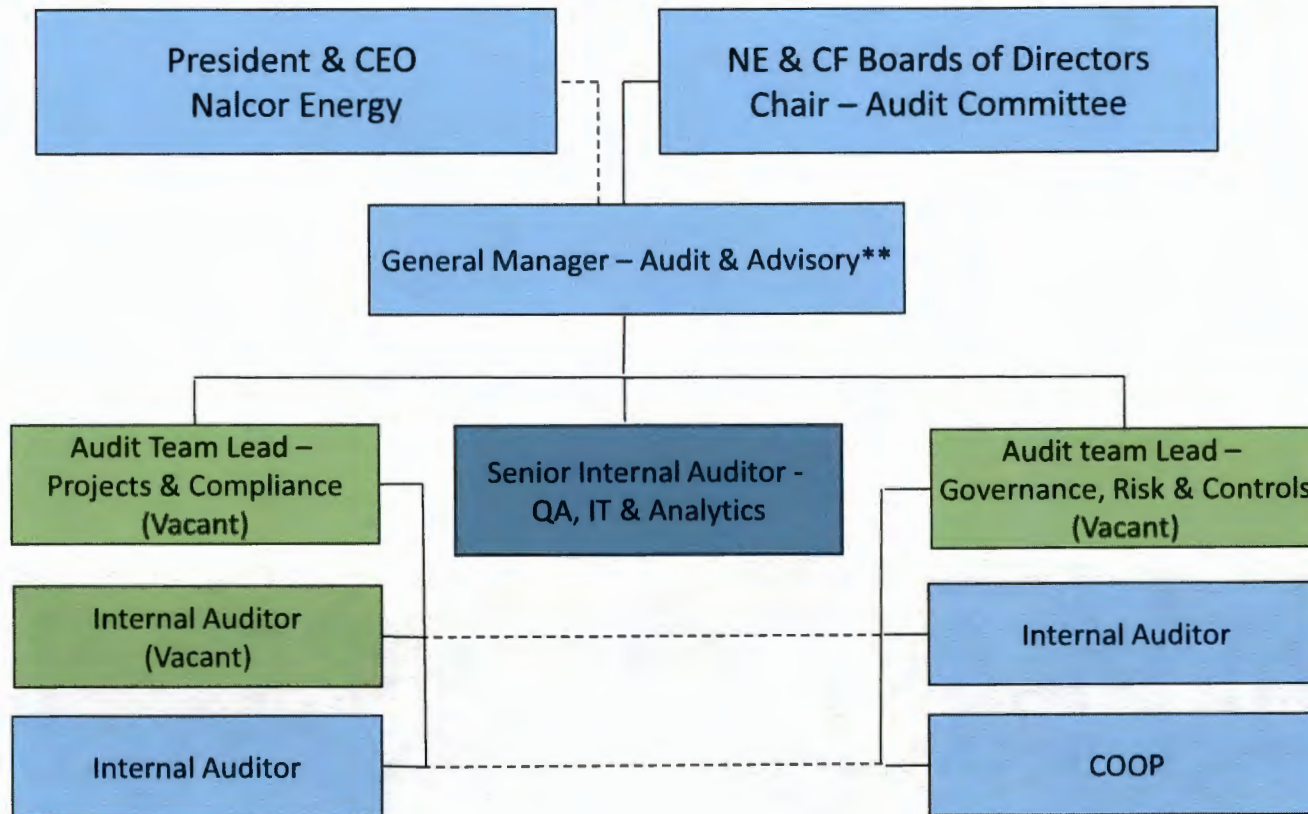 President & CEO
Nalcor Energy
NE & CF Boards of Directors
Chair – Audit Committee
General Manager – Audit & Advisory**
Audit Team Lead –
Projects & Compliance
(Vacant)
Senior Internal Auditor -
QA, IT & Analytics
Audit team Lead –
Governance, Risk & Controls
(Vacant)
Internal Auditor
(Vacant)
Internal Auditor
Internal Auditor
COOP